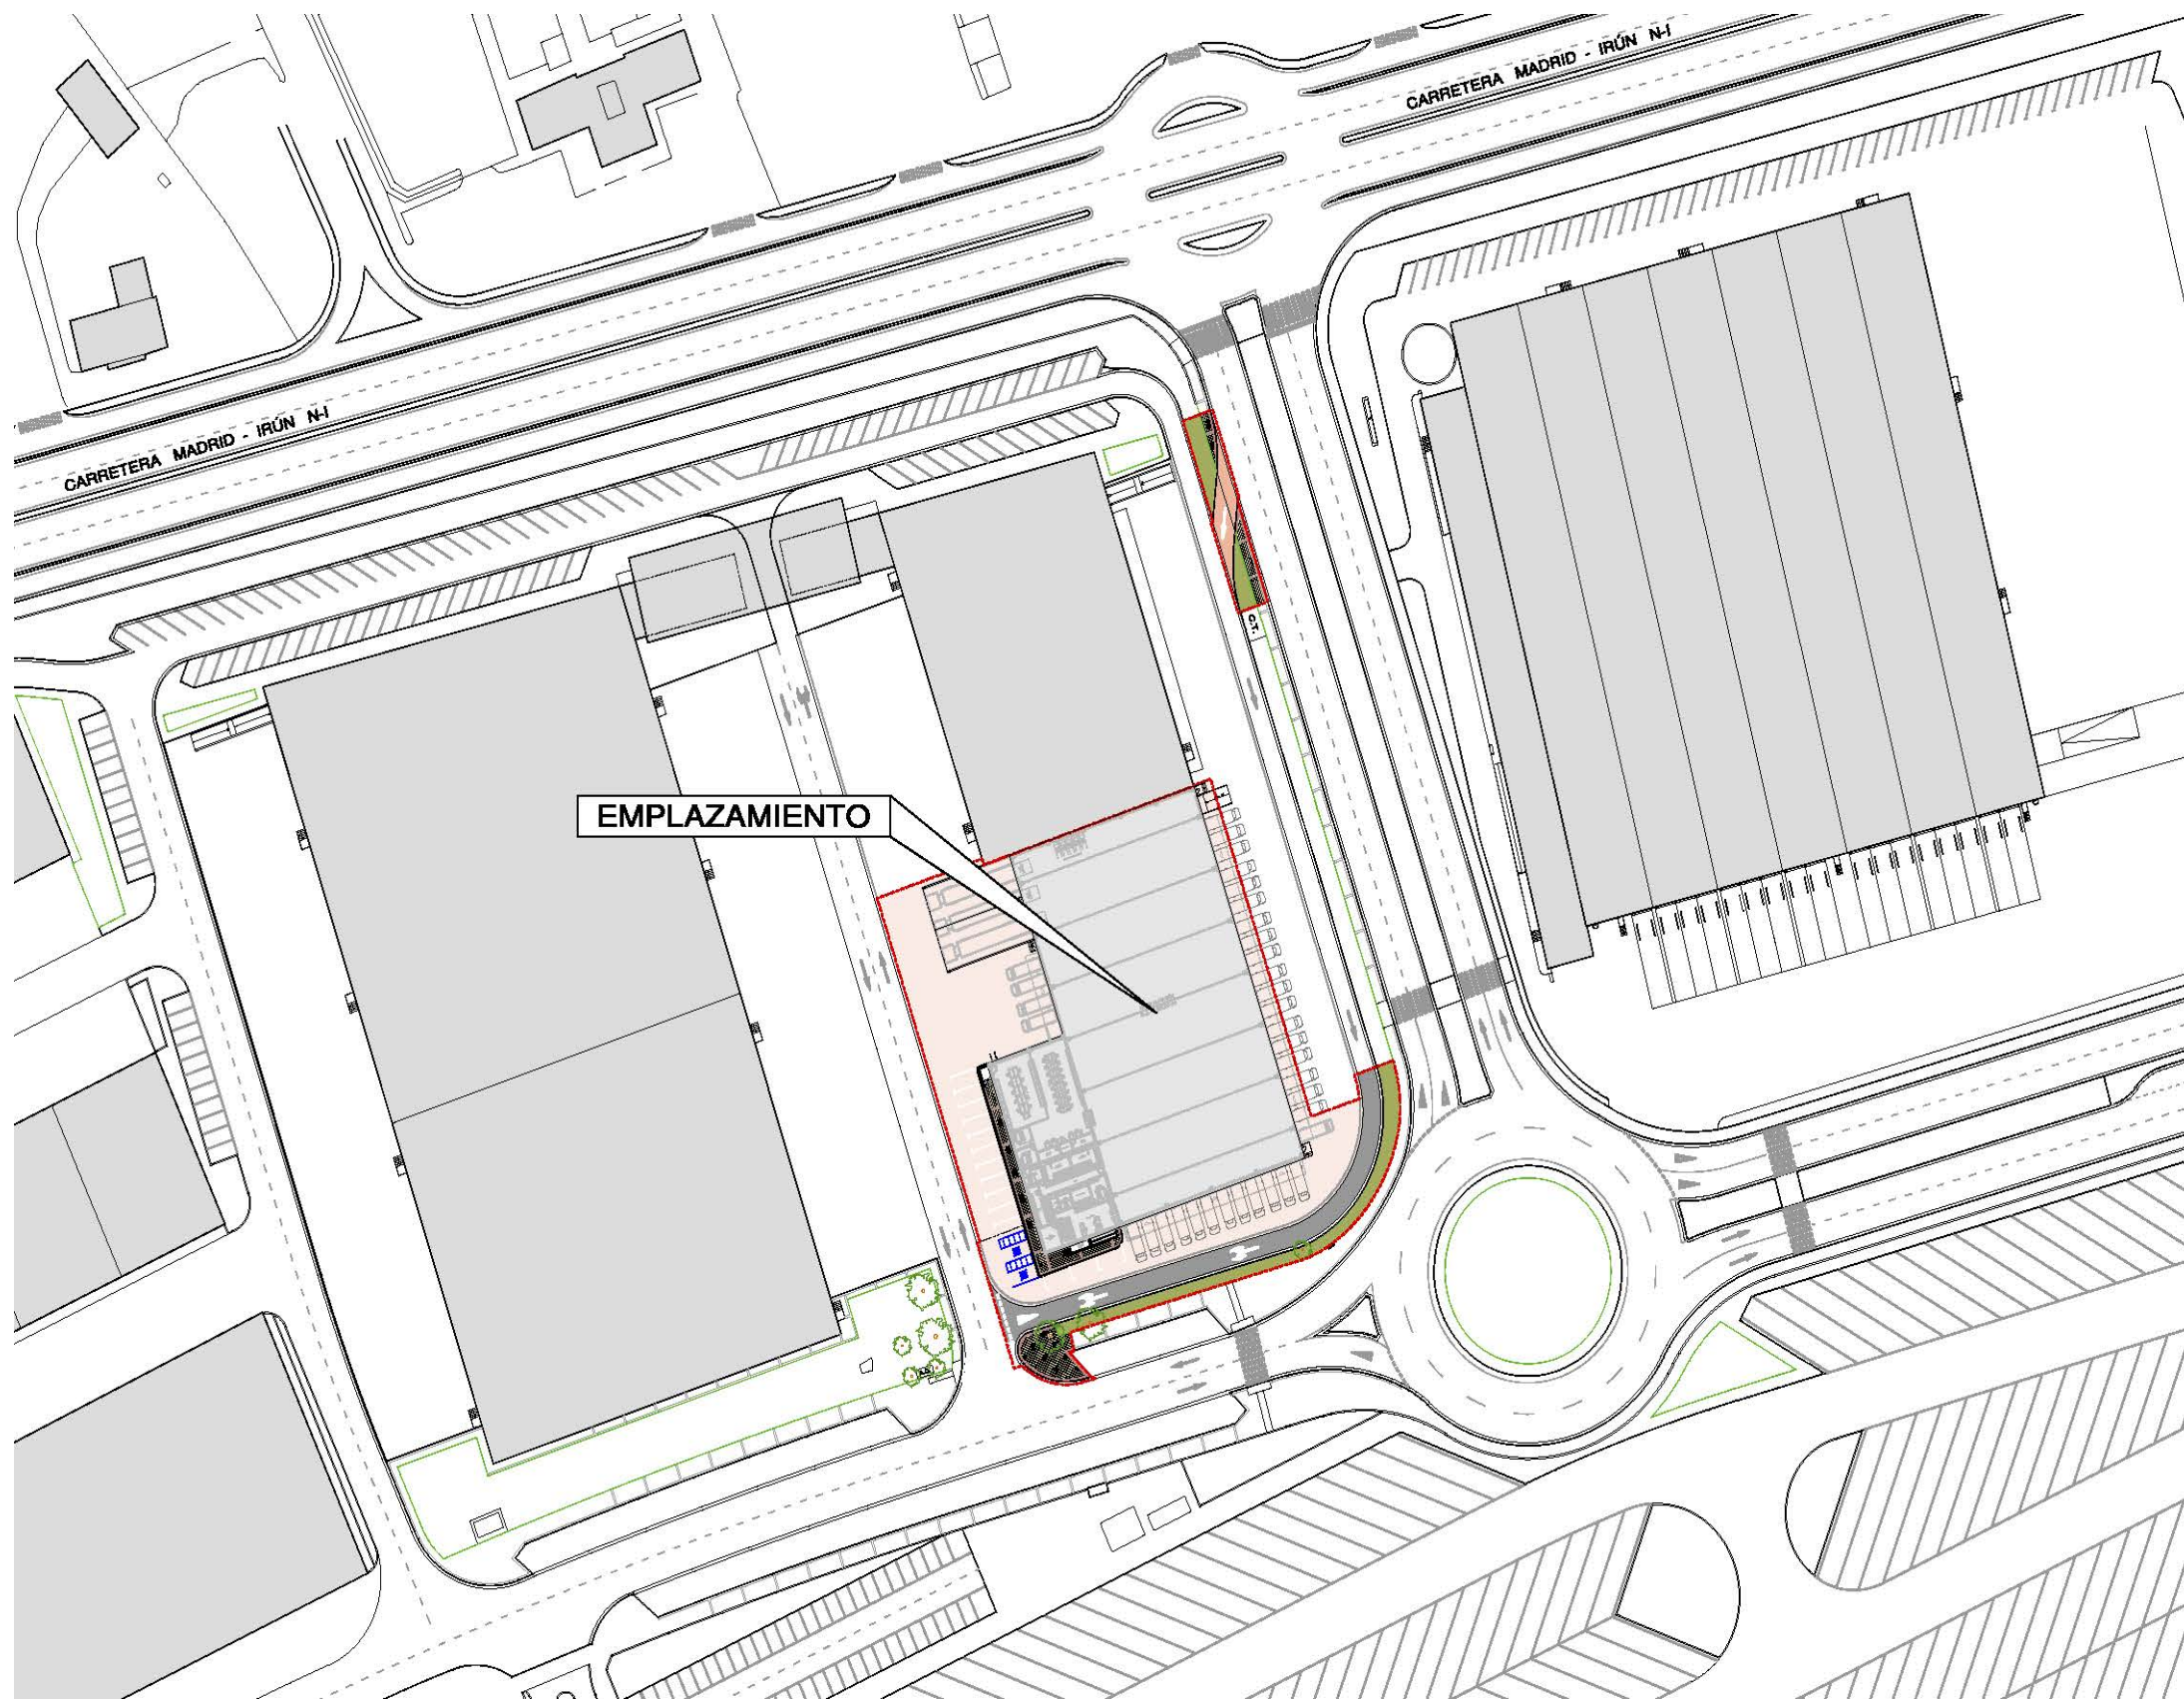 CARRETERA MADRID - IRÚN N-I
CARRETERA MADRID - IRÚN N-I
C.T.
EMPLAZAMIENTO